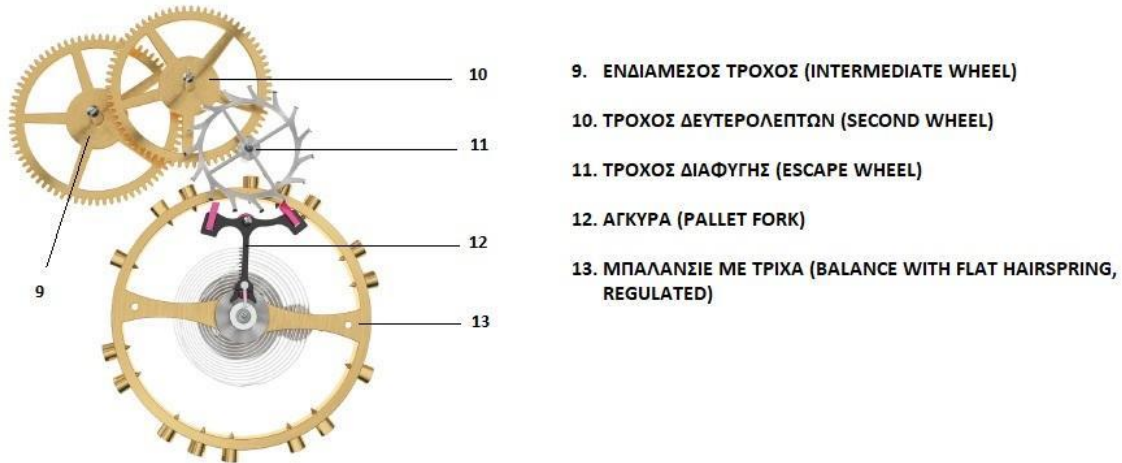 10
11
12
9
13
9. ΕΝΔΙΑΜΕΣΟΣ ΤΡΟΧΟΣ (INTERMEDIATE WHEEL)
10. ΤΡΟΧΟΣ ΔΕΥΤΕΡΟΛΕΠΤΩΝ (SECOND WHEEL)
11. ΤΡΟΧΟΣ ΔΙΑΦΥΓΗΣ (ESCAPE WHEEL)
12. ΑΓΚΥΡΑ (PALLET FORK)
13. ΜΠΑΛΑΝΣΙΕ ΜΕ ΤΡΙΧΑ (BALANCE WITH FLAT HAIRSPRING,
REGULATED)